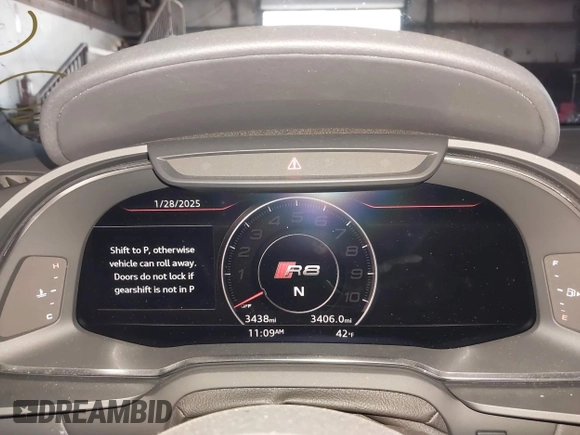 1/28/2025
Shift to P, otherwise
vehicle can roll away.
Doors do not lock if
gearshift is not in P
H
C
1
2
3
4
5
6
7
8
9
10
OFF
R8
N
3438mi
3406.0mi
11:09AM
42°F
F
E
DREAMBID